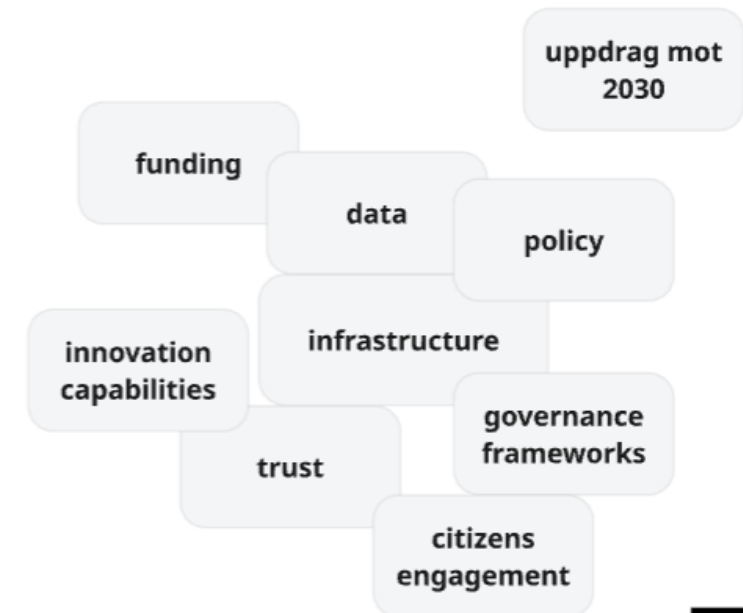 uppdrag mot
2030
funding
data
policy
infrastructure
innovation
capabilities
governance
frameworks
trust
citizens
engagement